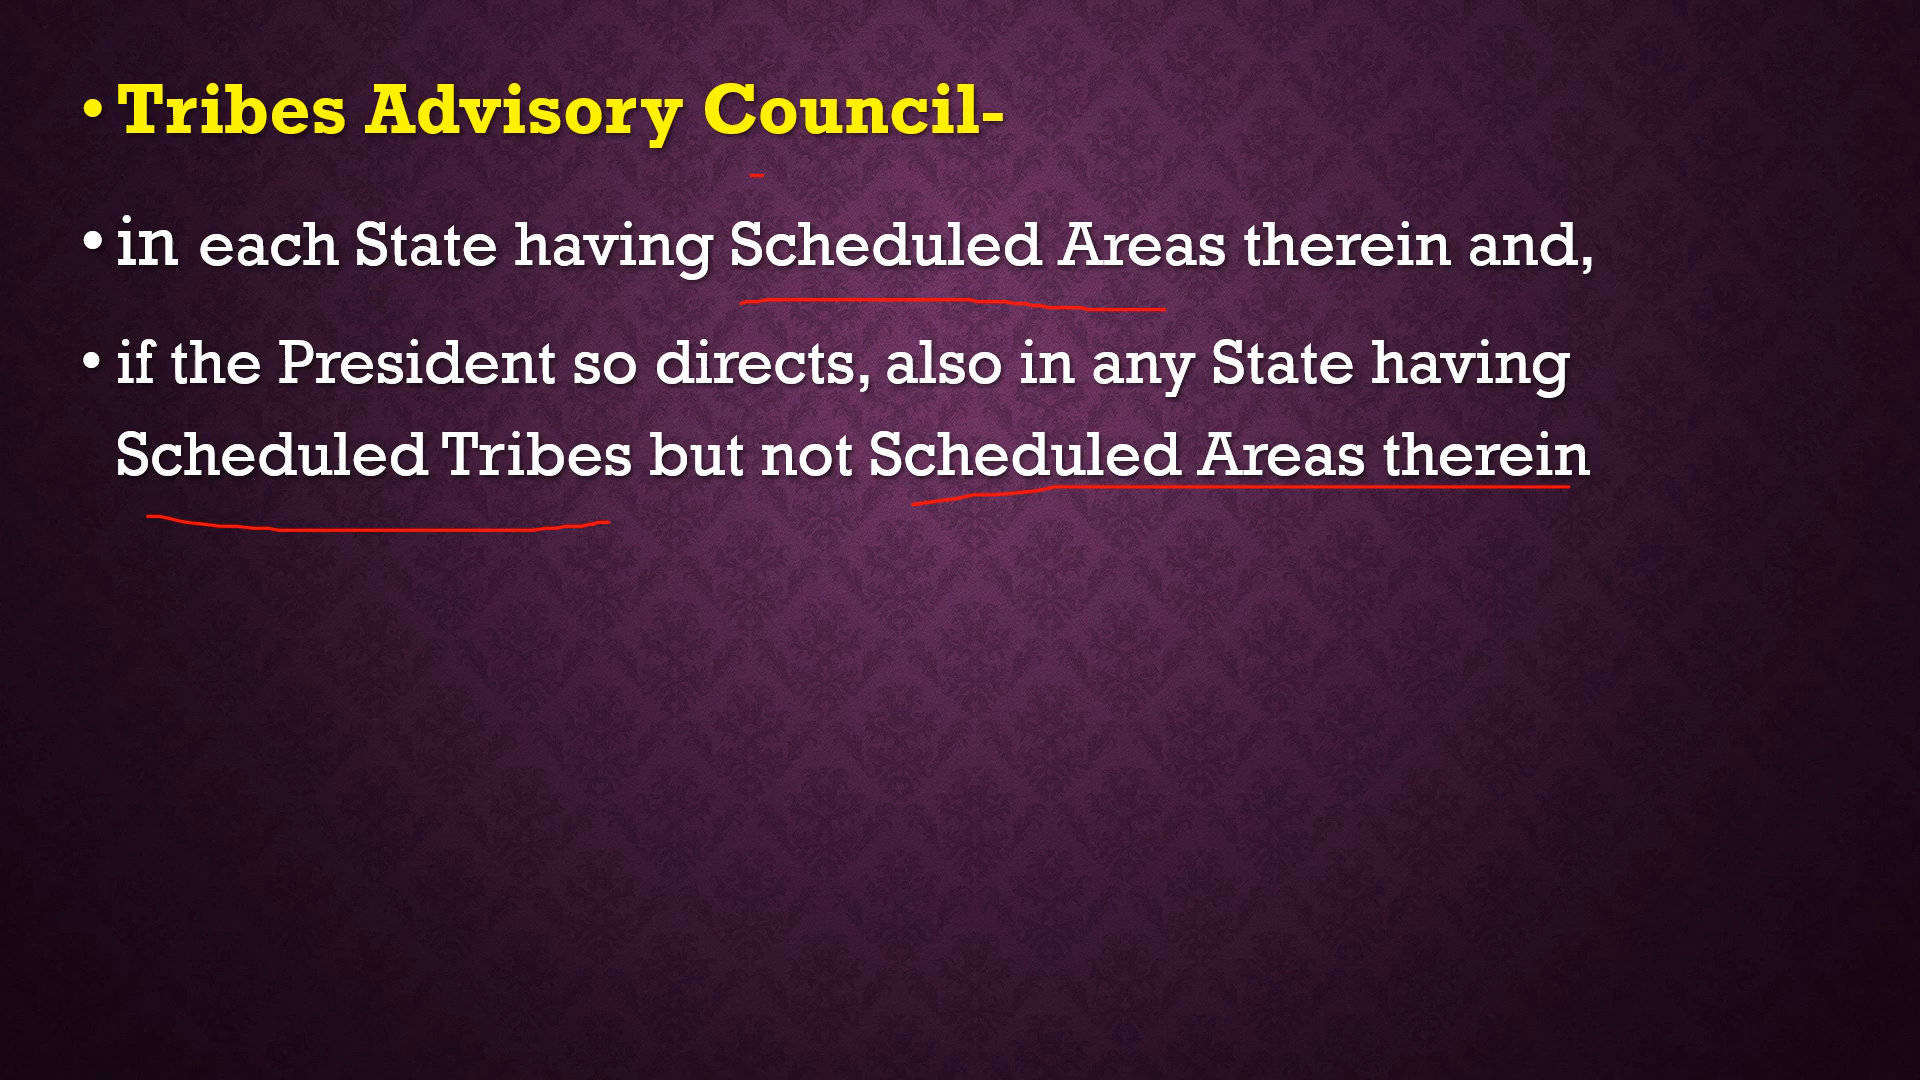 • Tribes Advisory Council-
• in each State having Scheduled Areas therein and,
• if the President so directs, also in any State having
Scheduled Tribes but not Scheduled Areas therein